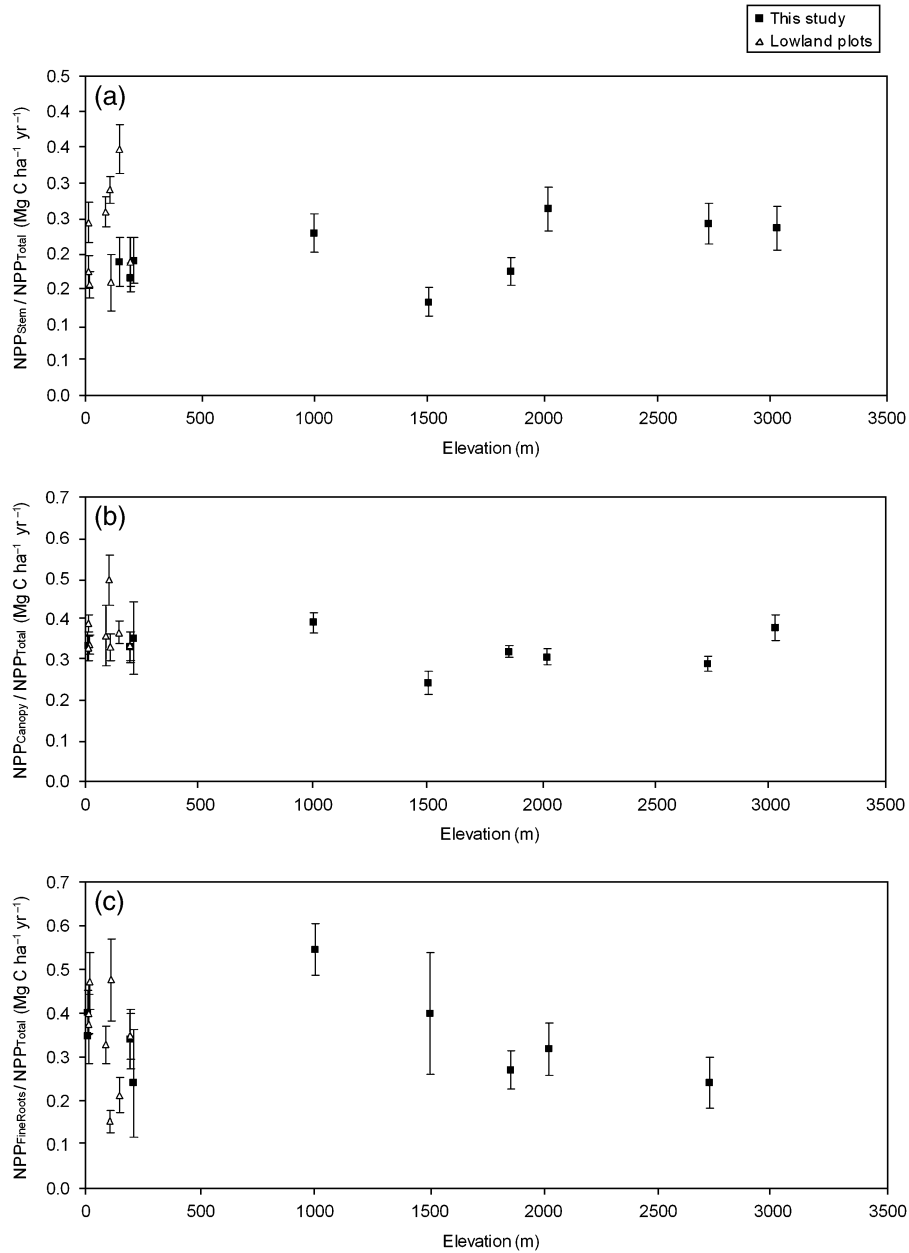 This study
Lowland plots
(a)
NPPStem / NPPTotal (Mg C ha⁻¹ yr⁻¹)
0.5
0.4
0.4
0.3
0.3
0.2
0.2
0.1
0.1
0.0
0 500 1000 1500 2000 2500 3000 3500
Elevation (m)
(b)
NPPCanopy / NPPTotal (Mg C ha⁻¹ yr⁻¹)
0.7
0.6
0.5
0.4
0.3
0.2
0.1
0.0
0 500 1000 1500 2000 2500 3000 3500
Elevation (m)
(c)
NPPFineRoots / NPPTotal (Mg C ha⁻¹ yr⁻¹)
0.7
0.6
0.5
0.4
0.3
0.2
0.1
0.0
0 500 1000 1500 2000 2500 3000 3500
Elevation (m)